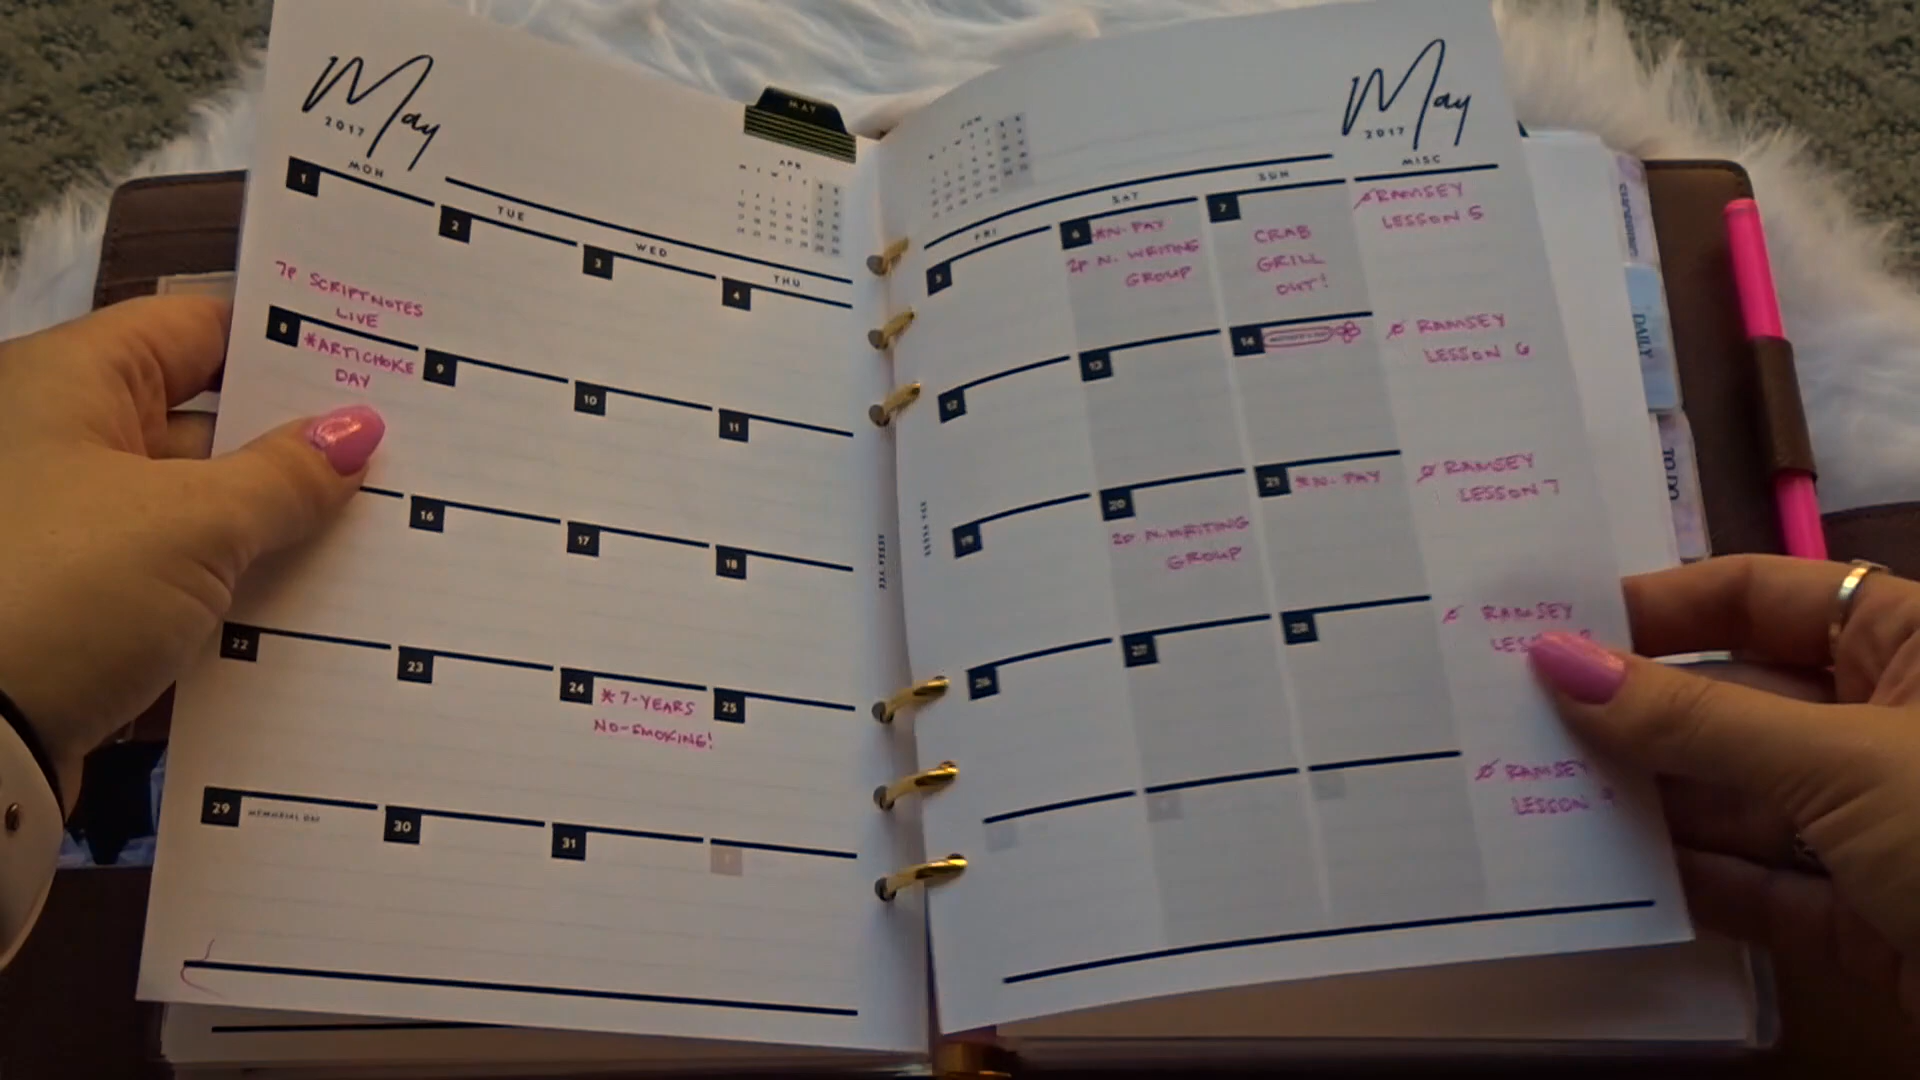 May
2017
MAY
APR
MON
TUE
WED
THU
1
2
3
4
7P SCRIPTNOTES
LIVE
8
*ARTICHOKE
DAY
9
10
11
16
17
18
22
23
24
*7-YEARS
NO-SMOKING!
25
29
MEMORIAL DAY
30
31
JUN
May
2017
FRI
SAT
SUN
MISC
5
6
*N. PAY
2P N. WRITING
GROUP
7
CRAB
GRILL
OUT!
Ø RAMSEY
LESSON 5
12
13
14
Ø RAMSEY
LESSON 6
19
20
2P N. WRITING
GROUP
21
*N. PAY
Ø RAMSEY
LESSON 7
26
27
28
Ø RAMSEY
Ø RAMSEY
LESSON
DAILY
TO DO